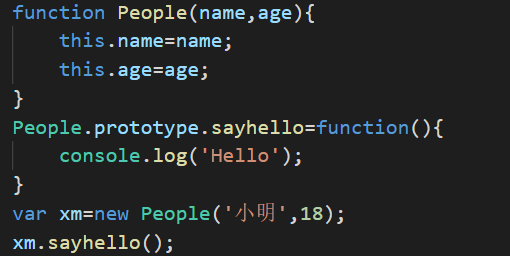 function People(name,age){
    this.name=name;
    this.age=age;
}
People.prototype.sayhello=function(){
    console.log('Hello');
}
var xm=new People('小明',18);
xm.sayhello();